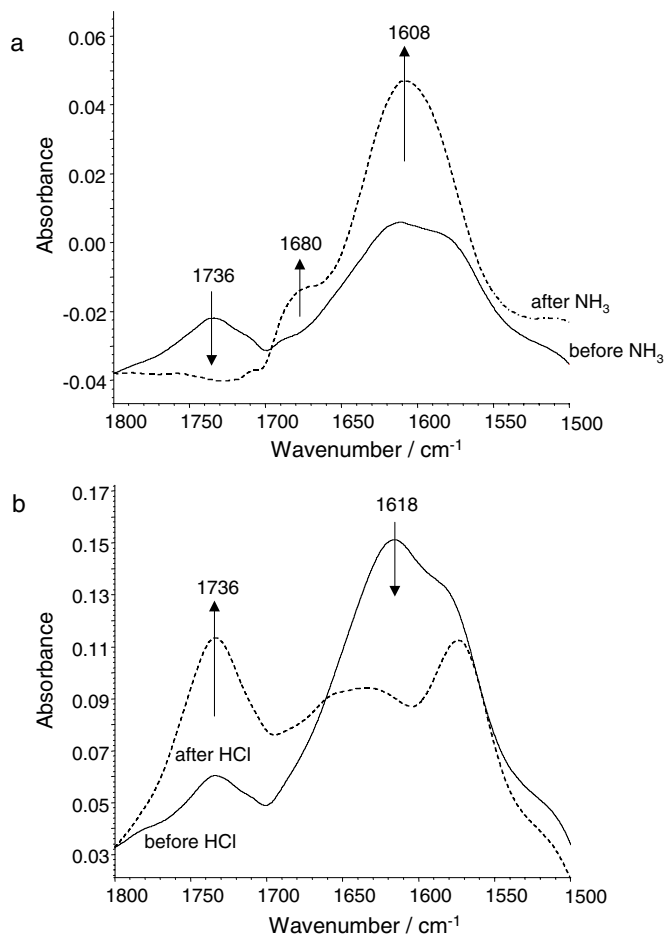 a
0.06
0.04
0.02
0.00
-0.02
-0.04
Absorbance
1736
1680
1608
after NH₃
before NH₃
1800 1750 1700 1650 1600 1550 1500
Wavenumber / cm⁻¹
b
0.17
0.15
0.13
0.11
0.09
0.07
0.05
0.03
Absorbance
1736
1618
after HCl
before HCl
1800 1750 1700 1650 1600 1550 1500
Wavenumber / cm⁻¹